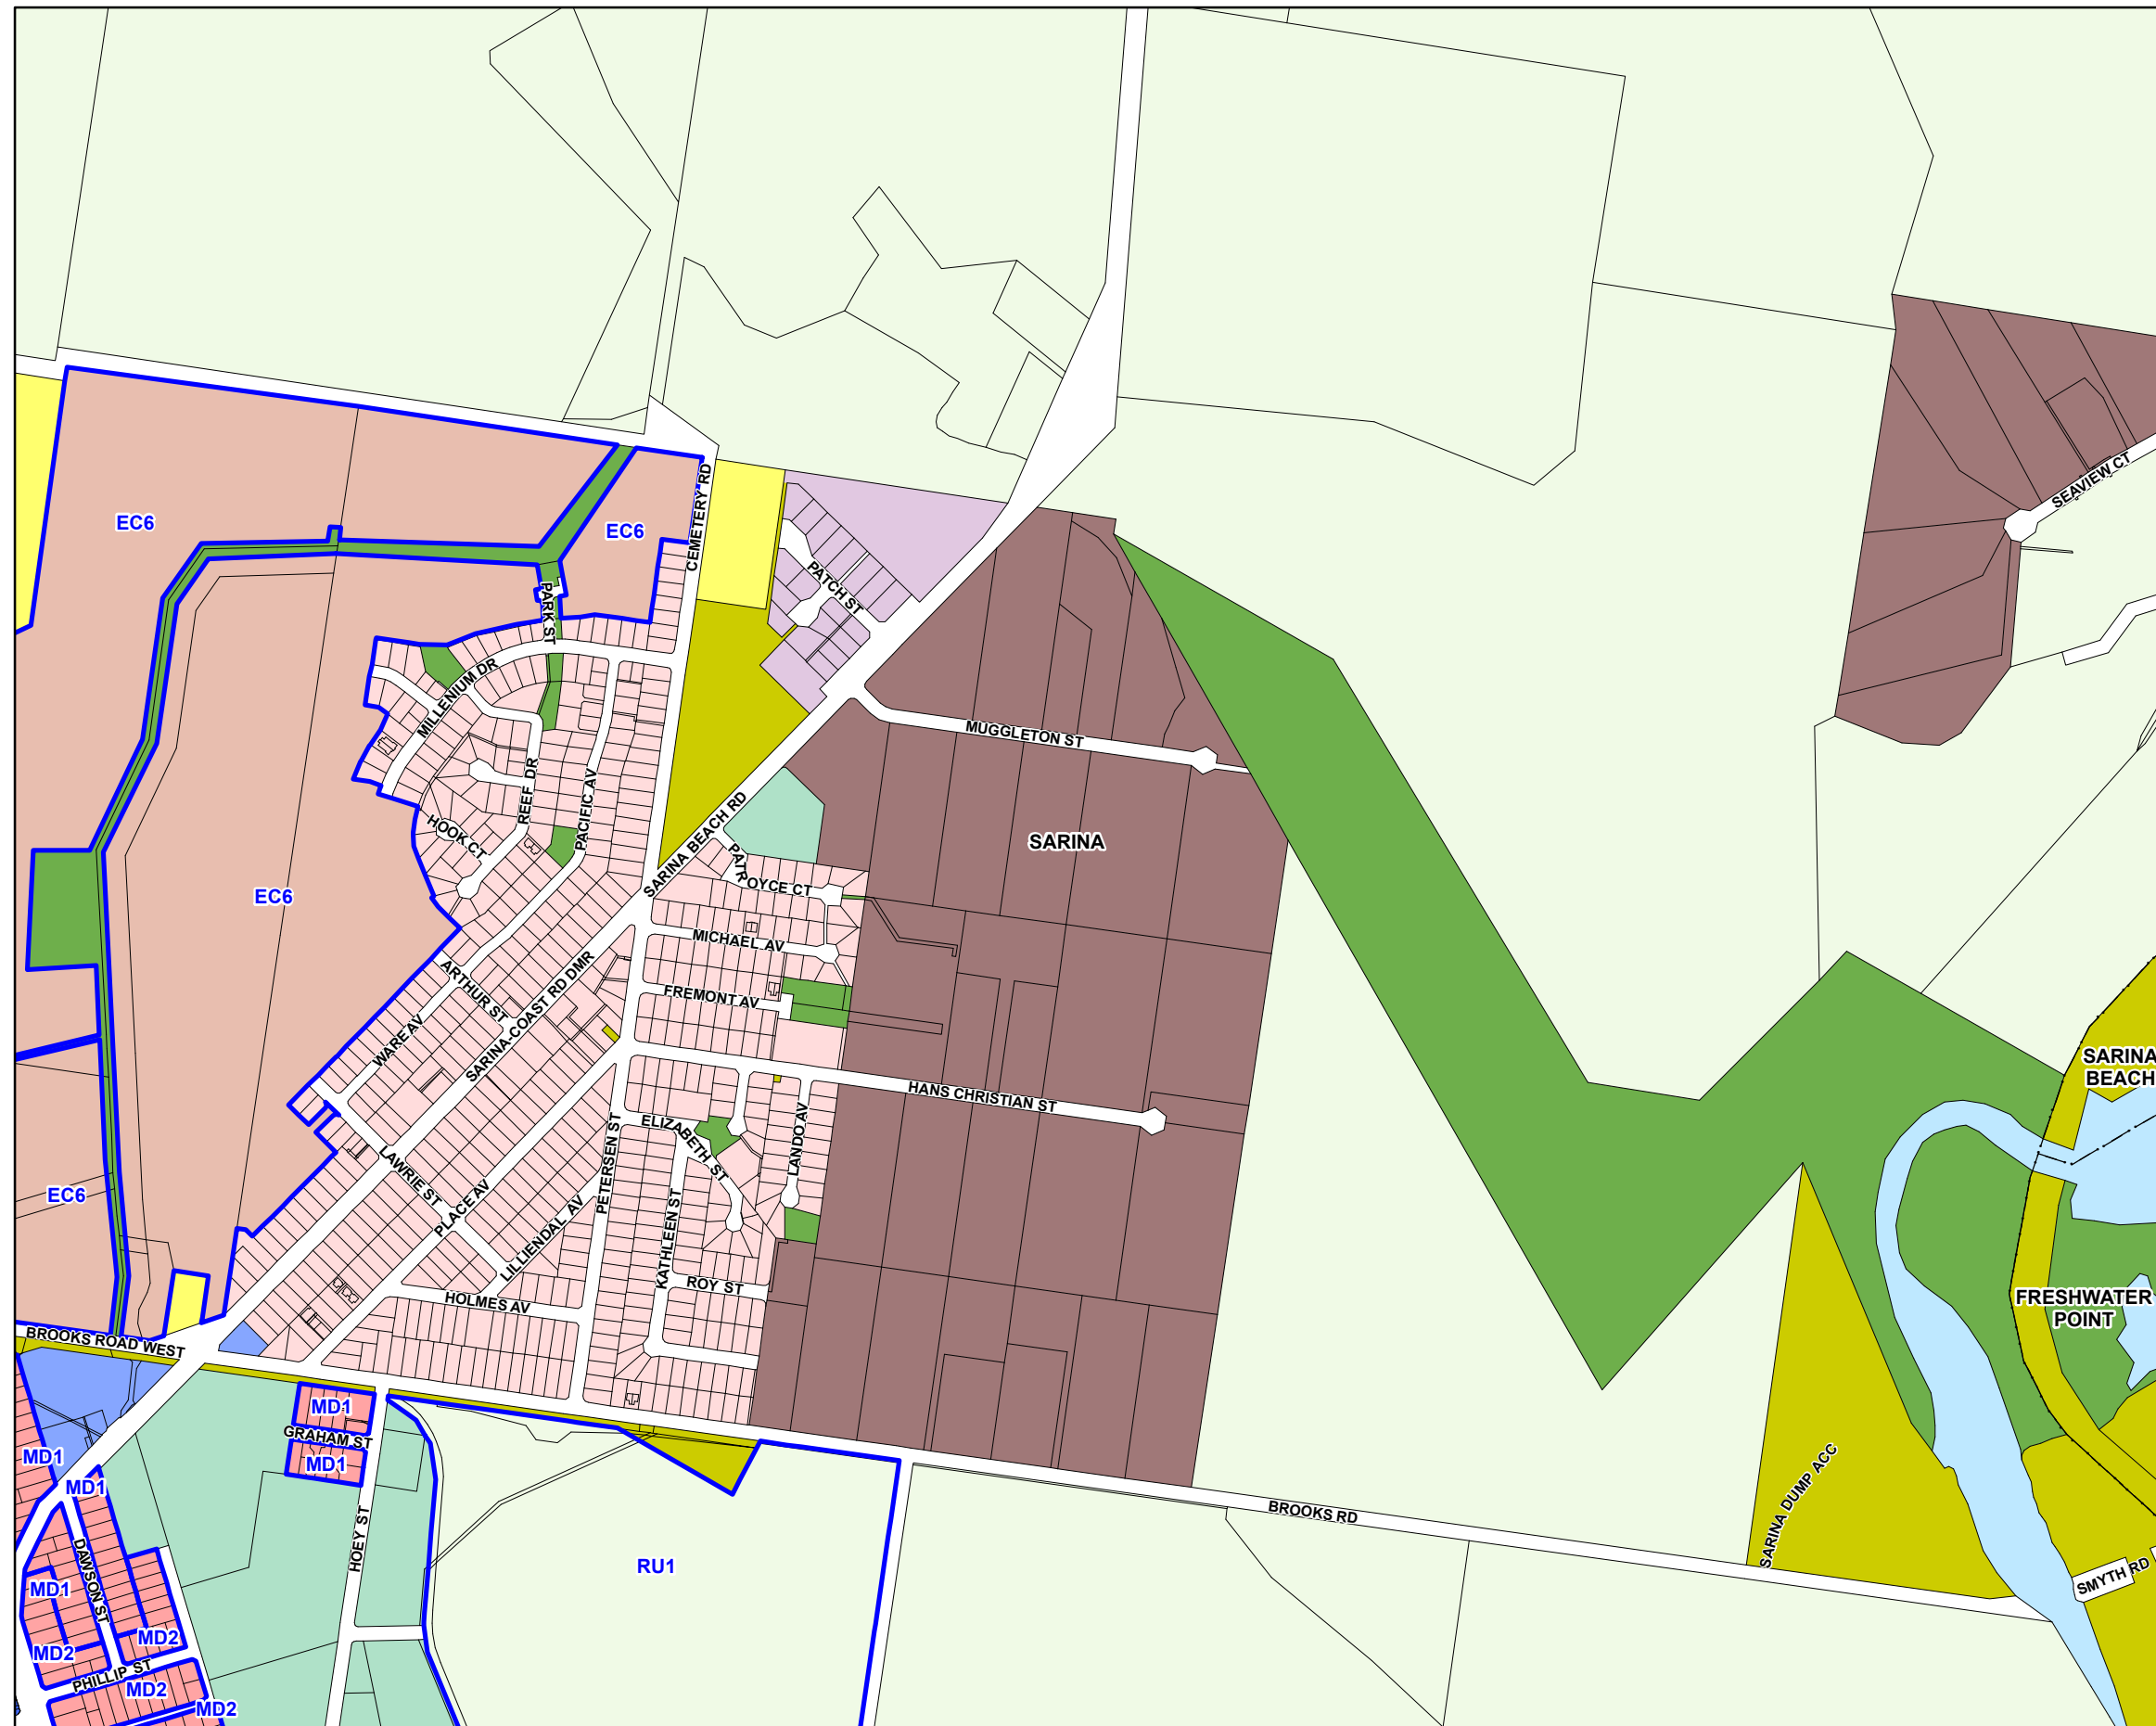 SEAVIEW CT
CEMETERY RD
EC6
EC6
PATCH ST
PARK ST
MILLENIUM DR
MUGGLETON ST
REEF DR
PACIFIC AV
HOOK CT
SARINA BEACH RD
SARINA
PATR
OYCE CT
EC6
MICHAEL AV
ARTHUR ST
SARINA-COAST RD DMR
FREMONT AV
WARE AV
SARINA
BEACH
HANS CHRISTIAN ST
ELIZABETH ST
LANDO AV
PETERSEN ST
LAWRIE ST
EC6
PLACE AV
LILLIENDAL AV
KATHLEEN ST
ROY ST
HOLMES AV
FRESHWATER
POINT
BROOKS ROAD WEST
MD1
GRAHAM ST
MD1
MD1
MD1
SARINA DUMP ACC
BROOKS RD
HOEY ST
RU1
DAWSON ST
MD1
SMYTH RD
MD2
MD2
PHILLIP ST
MD2
MD2